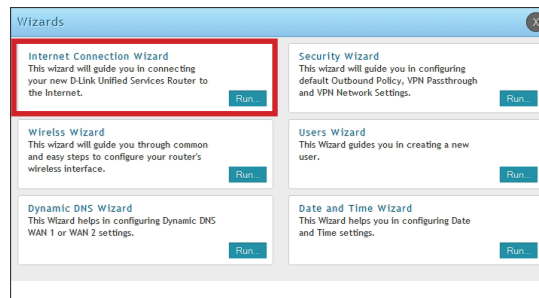 Wizards
X
Internet Connection Wizard
This wizard will guide you in connecting
your new D-Link Unified Services Router to
the Internet.
Run...
Security Wizard
This wizard will guide you in configuring
default Outbound Policy, VPN Passthrough
and VPN Network Settings.
Run...
Wirelss Wizard
This wizard will guide you through common
and easy steps to configure your router's
wireless interface.
Run...
Users Wizard
This Wizard guides you in creating a new
user.
Run...
Dynamic DNS Wizard
This Wizard helps in configuring Dynamic DNS
WAN 1 or WAN 2 settings.
Run...
Date and Time Wizard
This Wizard helps you in configuring Date
and Time settings.
Run...